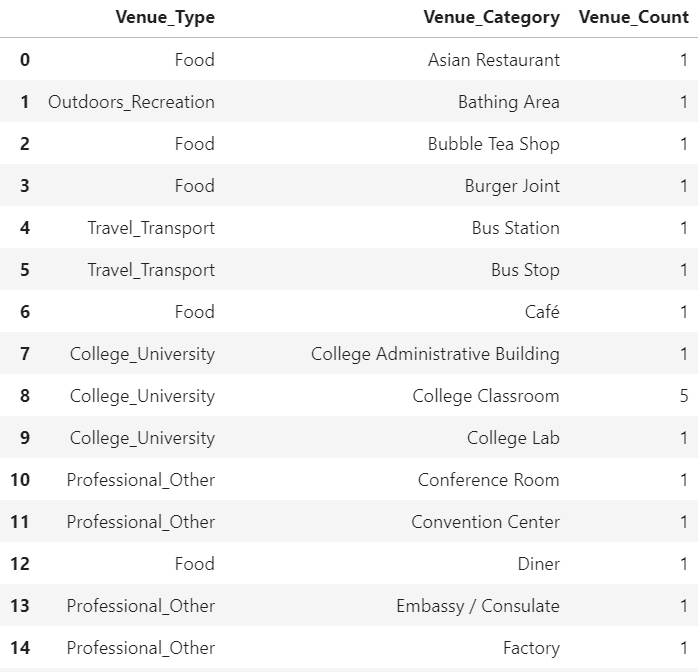 Venue_Type Venue_Category Venue_Count
0 Food Asian Restaurant 1
1 Outdoors_Recreation Bathing Area 1
2 Food Bubble Tea Shop 1
3 Food Burger Joint 1
4 Travel_Transport Bus Station 1
5 Travel_Transport Bus Stop 1
6 Food Café 1
7 College_University College Administrative Building 1
8 College_University College Classroom 5
9 College_University College Lab 1
10 Professional_Other Conference Room 1
11 Professional_Other Convention Center 1
12 Food Diner 1
13 Professional_Other Embassy / Consulate 1
14 Professional_Other Factory 1